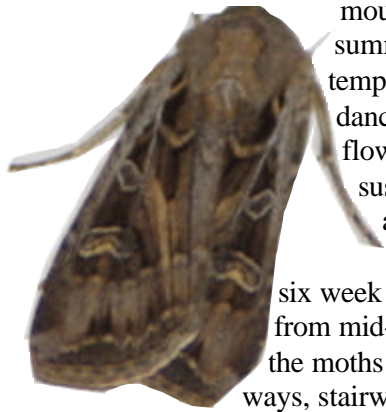 mou
summ
temp
danc
flow
sus
a
six week
from mid-
the moths
ways, stairw